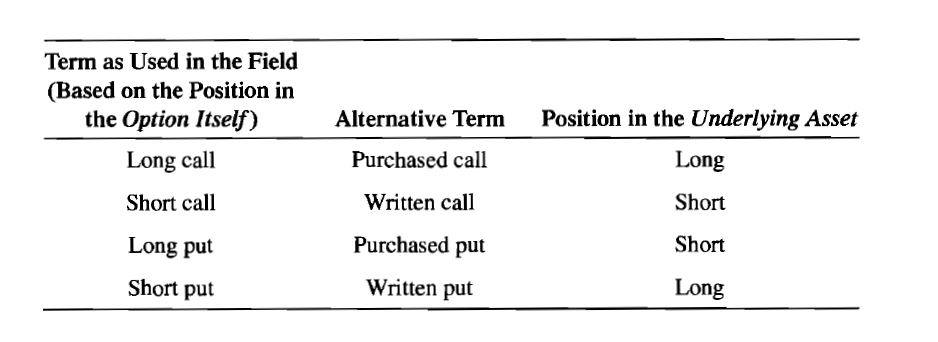 Term as Used in the Field
(Based on the Position in
the Option Itself) Alternative Term Position in the Underlying Asset
Long call Purchased call Long
Short call Written call Short
Long put Purchased put Short
Short put Written put Long